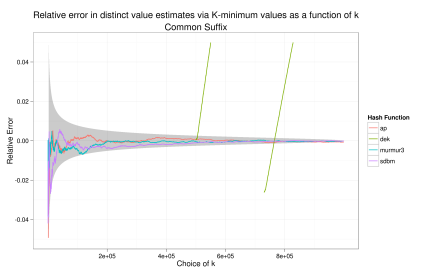 Relative error in distinct value estimates via K-minimum values as a function of k
Common Suffix
Relative Error
0.04
0.02
0.00
-0.02
-0.04
2e+05
4e+05
6e+05
8e+05
Choice of k
Hash Function
ap
dek
murmur3
sdbm